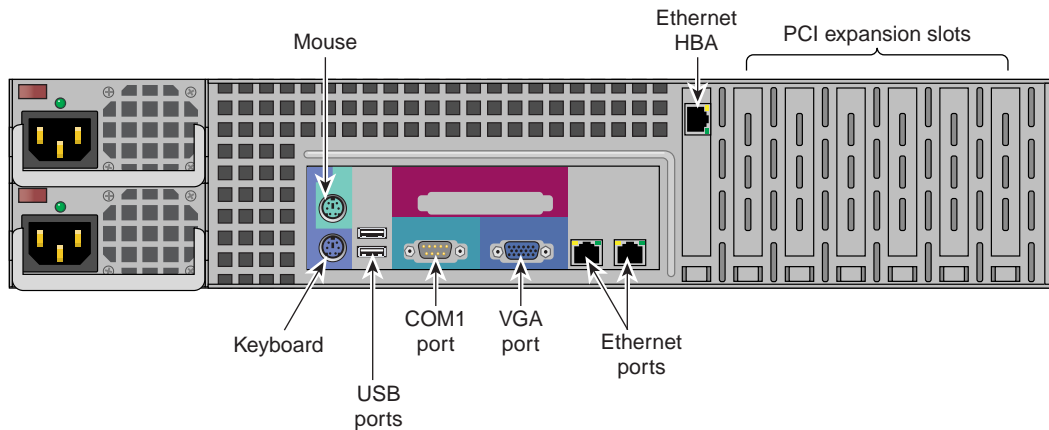 Ethernet
HBA
Mouse
PCI expansion slots
Keyboard
USB
ports
COM1
port
VGA
port
Ethernet
ports